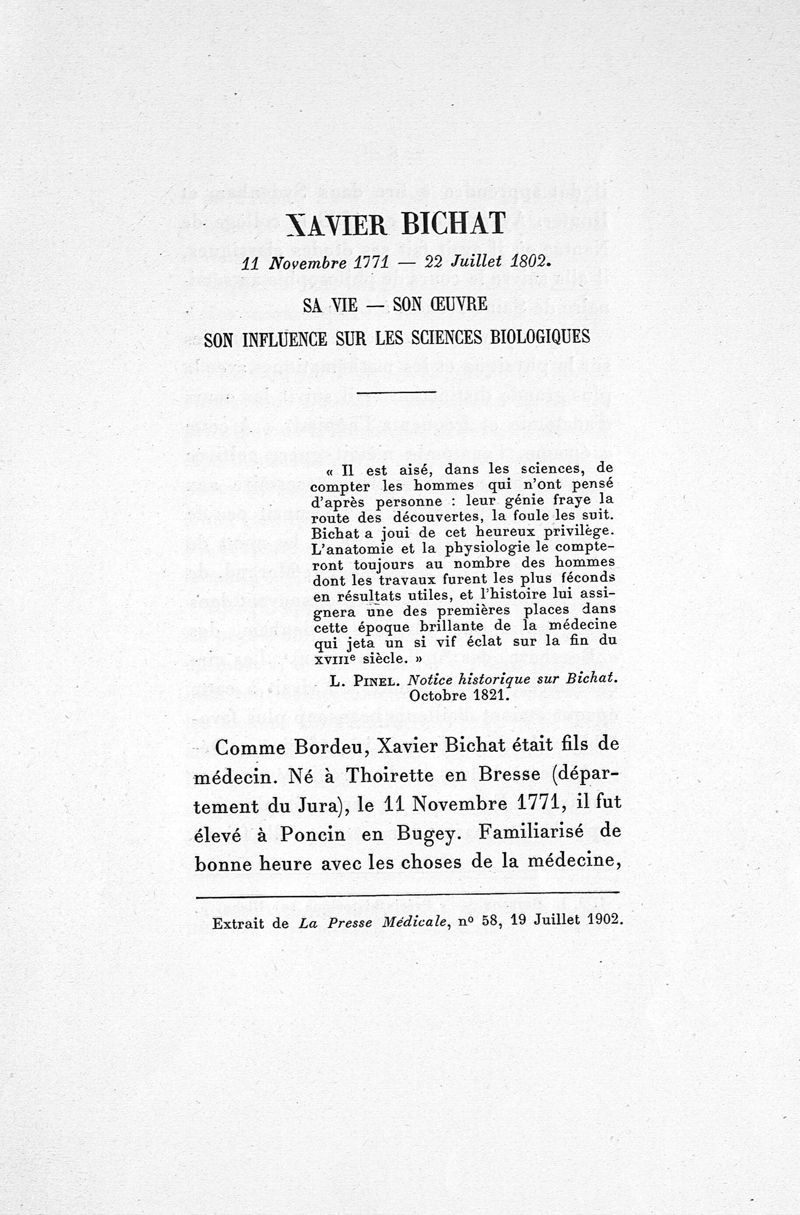 XAVIER BICHAT
11 Novembre 1771 — 22 Juillet 1802.
SA VIE — SON ŒUVRE
SON INFLUENCE SUR LES SCIENCES BIOLOGIQUES
« Il est aisé, dans les sciences, de
compter les hommes qui n'ont pensé
d'après personne : leur génie fraye la
route des découvertes, la foule les suit.
Bichat a joui de cet heureux privilège.
L'anatomie et la physiologie le compte-
ront toujours au nombre des hommes
dont les travaux furent les plus féconds
en résultats utiles, et l'histoire lui assi-
gnera une des premières places dans
cette époque brillante de la médecine
qui jeta un si vif éclat sur la fin du
XVIIIe siècle. »
L. PINEL. Notice historique sur Bichat.
Octobre 1821.
Comme Bordeu, Xavier Bichat était fils de
médecin. Né à Thoirette en Bresse (dépar-
tement du Jura), le 11 Novembre 1771, il fut
élevé à Poncin en Bugey. Familiarisé de
bonne heure avec les choses de la médecine,
Extrait de La Presse Médicale, nº 58, 19 Juillet 1902.